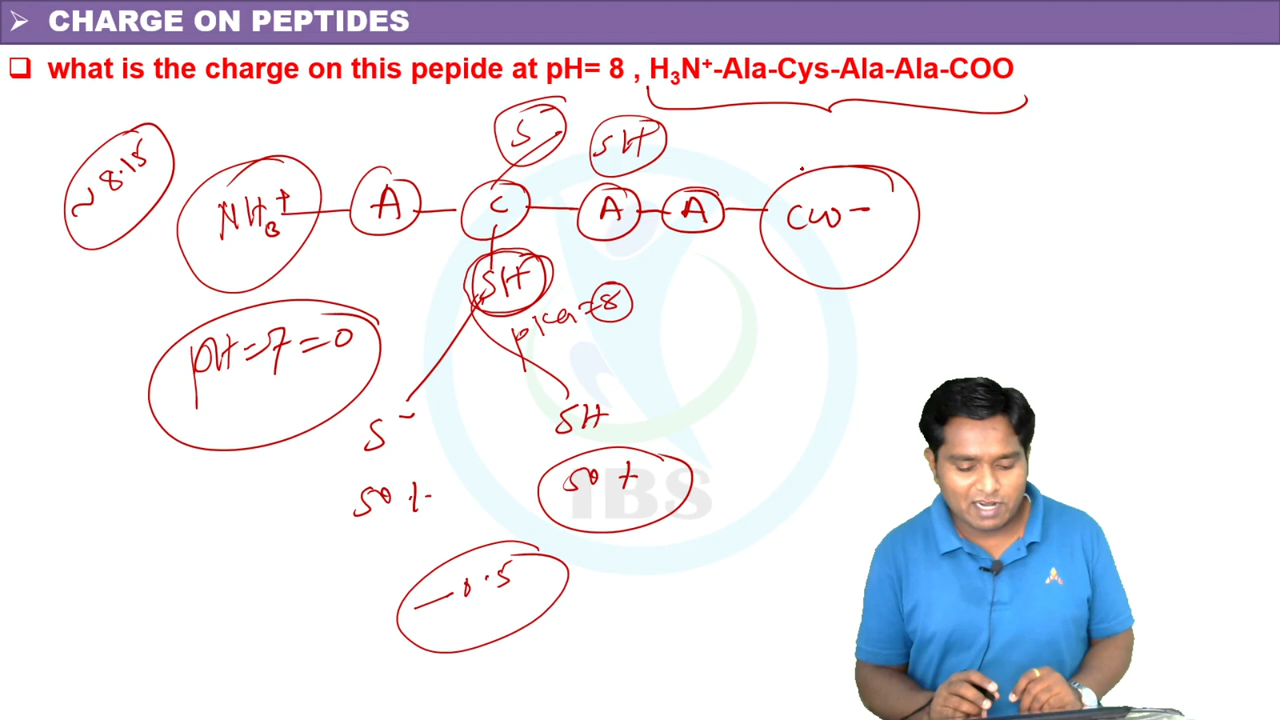 CHARGE ON PEPTIDES
what is the charge on this pepide at pH= 8 , H₃N⁺-Ala-Cys-Ala-Ala-COO
S⁻ SH
~8.15
NH₃⁺ A C A A COO⁻
SH
pKa=8
pH=7=0
S⁻ SH
50% 50%
-0.5
IBS